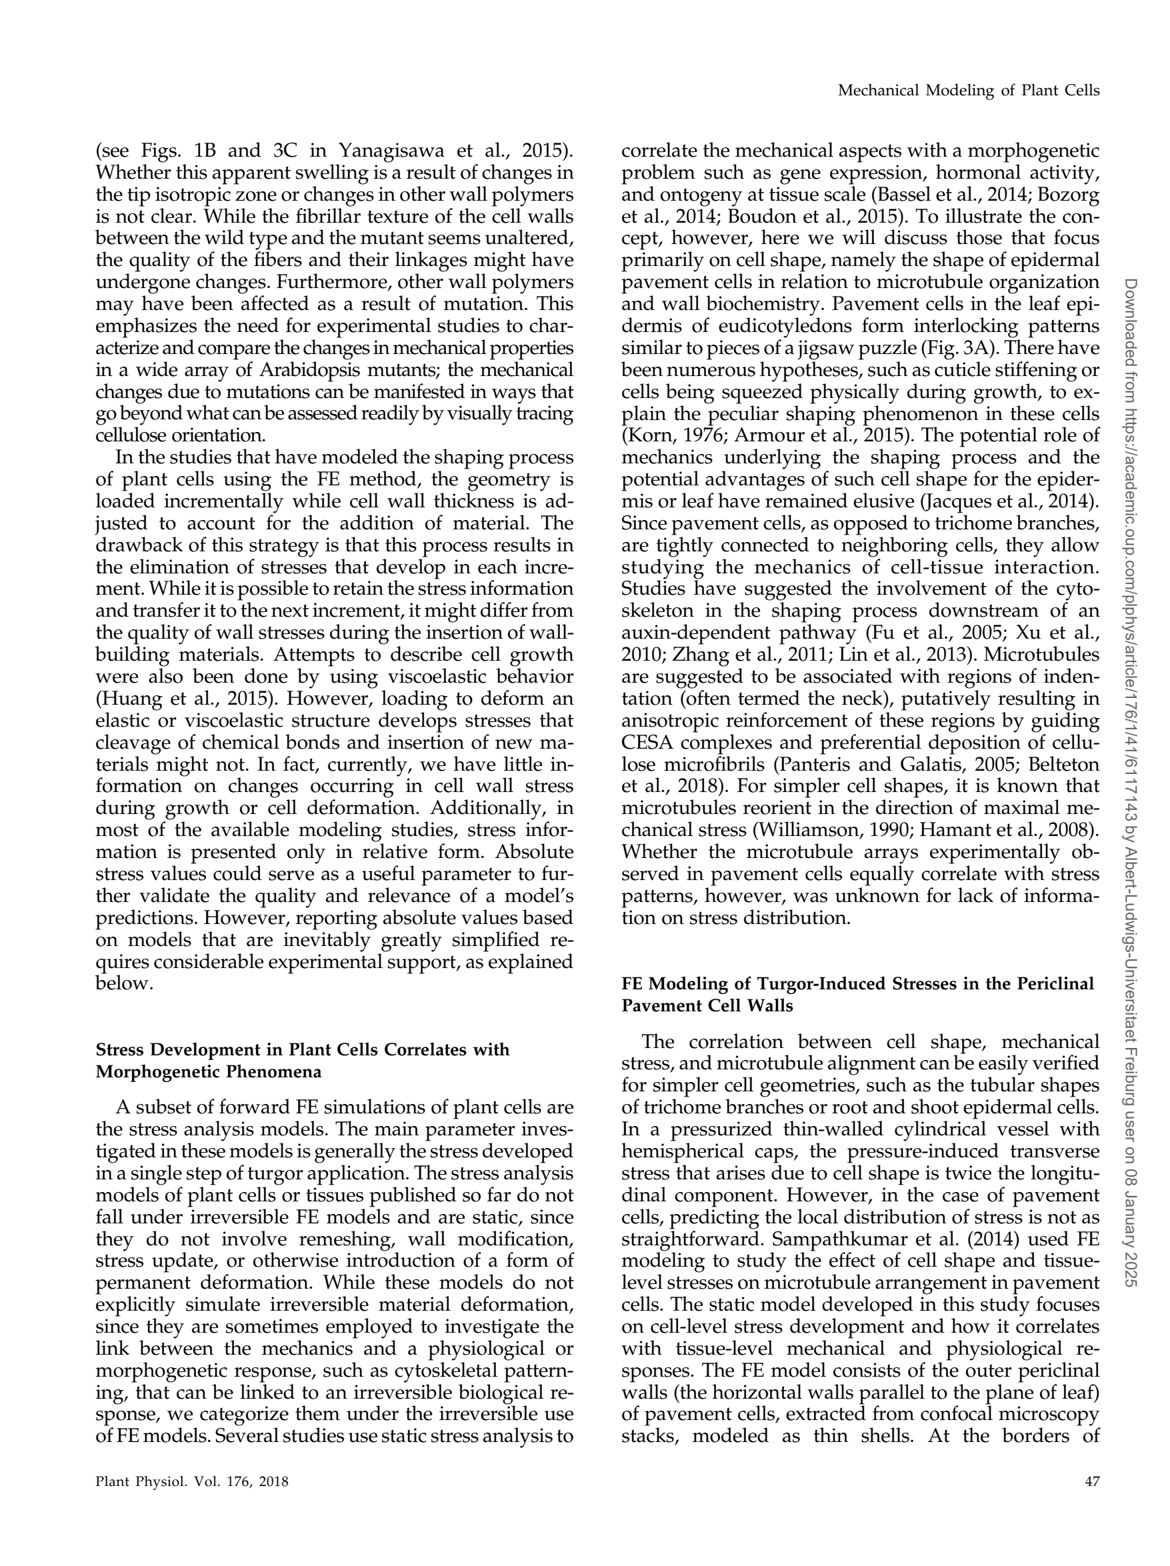 Mechanical Modeling of Plant Cells
(see Figs. 1B and 3C in Yanagisawa et al., 2015).
Whether this apparent swelling is a result of changes in
the tip isotropic zone or changes in other wall polymers
is not clear. While the fibrillar texture of the cell walls
between the wild type and the mutant seems unaltered,
the quality of the fibers and their linkages might have
undergone changes. Furthermore, other wall polymers
may have been affected as a result of mutation. This
emphasizes the need for experimental studies to char-
acterize and compare the changes in mechanical properties
in a wide array of Arabidopsis mutants; the mechanical
changes due to mutations can be manifested in ways that
go beyond what can be assessed readily by visually tracing
cellulose orientation.
In the studies that have modeled the shaping process
of plant cells using the FE method, the geometry is
loaded incrementally while cell wall thickness is ad-
justed to account for the addition of material. The
drawback of this strategy is that this process results in
the elimination of stresses that develop in each incre-
ment. While it is possible to retain the stress information
and transfer it to the next increment, it might differ from
the quality of wall stresses during the insertion of wall-
building materials. Attempts to describe cell growth
were also been done by using viscoelastic behavior
(Huang et al., 2015). However, loading to deform an
elastic or viscoelastic structure develops stresses that
cleavage of chemical bonds and insertion of new ma-
terials might not. In fact, currently, we have little in-
formation on changes occurring in cell wall stress
during growth or cell deformation. Additionally, in
most of the available modeling studies, stress infor-
mation is presented only in relative form. Absolute
stress values could serve as a useful parameter to fur-
ther validate the quality and relevance of a model's
predictions. However, reporting absolute values based
on models that are inevitably greatly simplified re-
quires considerable experimental support, as explained
below.
Stress Development in Plant Cells Correlates with
Morphogenetic Phenomena
A subset of forward FE simulations of plant cells are
the stress analysis models. The main parameter inves-
tigated in these models is generally the stress developed
in a single step of turgor application. The stress analysis
models of plant cells or tissues published so far do not
fall under irreversible FE models and are static, since
they do not involve remeshing, wall modification,
stress update, or otherwise introduction of a form of
permanent deformation. While these models do not
explicitly simulate irreversible material deformation,
since they are sometimes employed to investigate the
link between the mechanics and a physiological or
morphogenetic response, such as cytoskeletal pattern-
ing, that can be linked to an irreversible biological re-
sponse, we categorize them under the irreversible use
of FE models. Several studies use static stress analysis to
correlate the mechanical aspects with a morphogenetic
problem such as gene expression, hormonal activity,
and ontogeny at tissue scale (Bassel et al., 2014; Bozorg
et al., 2014; Boudon et al., 2015). To illustrate the con-
cept, however, here we will discuss those that focus
primarily on cell shape, namely the shape of epidermal
pavement cells in relation to microtubule organization
and wall biochemistry. Pavement cells in the leaf epi-
dermis of eudicotyledons form interlocking patterns
similar to pieces of a jigsaw puzzle (Fig. 3A). There have
been numerous hypotheses, such as cuticle stiffening or
cells being squeezed physically during growth, to ex-
plain the peculiar shaping phenomenon in these cells
(Korn, 1976; Armour et al., 2015). The potential role of
mechanics underlying the shaping process and the
potential advantages of such cell shape for the epider-
mis or leaf have remained elusive (Jacques et al., 2014).
Since pavement cells, as opposed to trichome branches,
are tightly connected to neighboring cells, they allow
studying the mechanics of cell-tissue interaction.
Studies have suggested the involvement of the cyto-
skeleton in the shaping process downstream of an
auxin-dependent pathway (Fu et al., 2005; Xu et al.,
2010; Zhang et al., 2011; Lin et al., 2013). Microtubules
are suggested to be associated with regions of inden-
tation (often termed the neck), putatively resulting in
anisotropic reinforcement of these regions by guiding
CESA complexes and preferential deposition of cellu-
lose microfibrils (Panteris and Galatis, 2005; Belteton
et al., 2018). For simpler cell shapes, it is known that
microtubules reorient in the direction of maximal me-
chanical stress (Williamson, 1990; Hamant et al., 2008).
Whether the microtubule arrays experimentally ob-
served in pavement cells equally correlate with stress
patterns, however, was unknown for lack of informa-
tion on stress distribution.
FE Modeling of Turgor-Induced Stresses in the Periclinal
Pavement Cell Walls
The correlation between cell shape, mechanical
stress, and microtubule alignment can be easily verified
for simpler cell geometries, such as the tubular shapes
of trichome branches or root and shoot epidermal cells.
In a pressurized thin-walled cylindrical vessel with
hemispherical caps, the pressure-induced transverse
stress that arises due to cell shape is twice the longitu-
dinal component. However, in the case of pavement
cells, predicting the local distribution of stress is not as
straightforward. Sampathkumar et al. (2014) used FE
modeling to study the effect of cell shape and tissue-
level stresses on microtubule arrangement in pavement
cells. The static model developed in this study focuses
on cell-level stress development and how it correlates
with tissue-level mechanical and physiological re-
sponses. The FE model consists of the outer periclinal
walls (the horizontal walls parallel to the plane of leaf)
of pavement cells, extracted from confocal microscopy
stacks, modeled as thin shells. At the borders of
Plant Physiol. Vol. 176, 2018
47
Downloaded from https://academic.oup.com/plphys/article/176/1/41/6117143 by Albert-Ludwigs-Universitaet Freiburg user on 08 January 2025